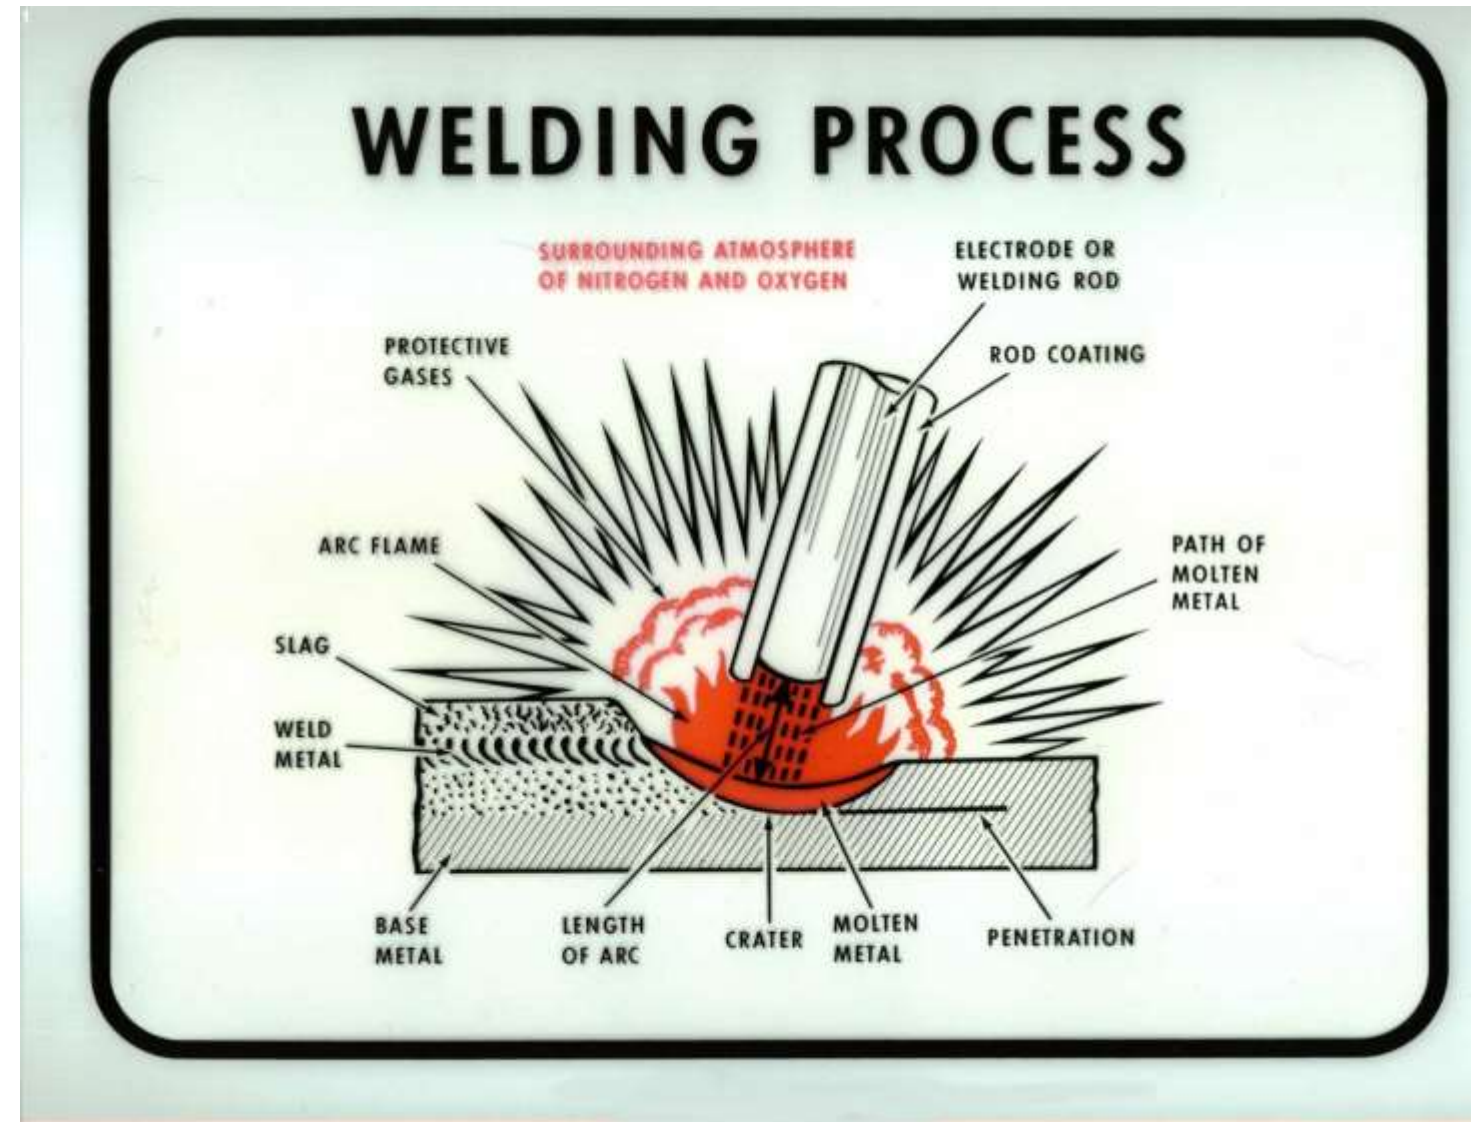 WELDING PROCESS
SURROUNDING ATMOSPHERE
OF NITROGEN AND OXYGEN
ELECTRODE OR
WELDING ROD
PROTECTIVE
GASES
ROD COATING
ARC FLAME
PATH OF
MOLTEN
METAL
SLAG
WELD
METAL
BASE
METAL
LENGTH
OF ARC
CRATER
MOLTEN
METAL
PENETRATION